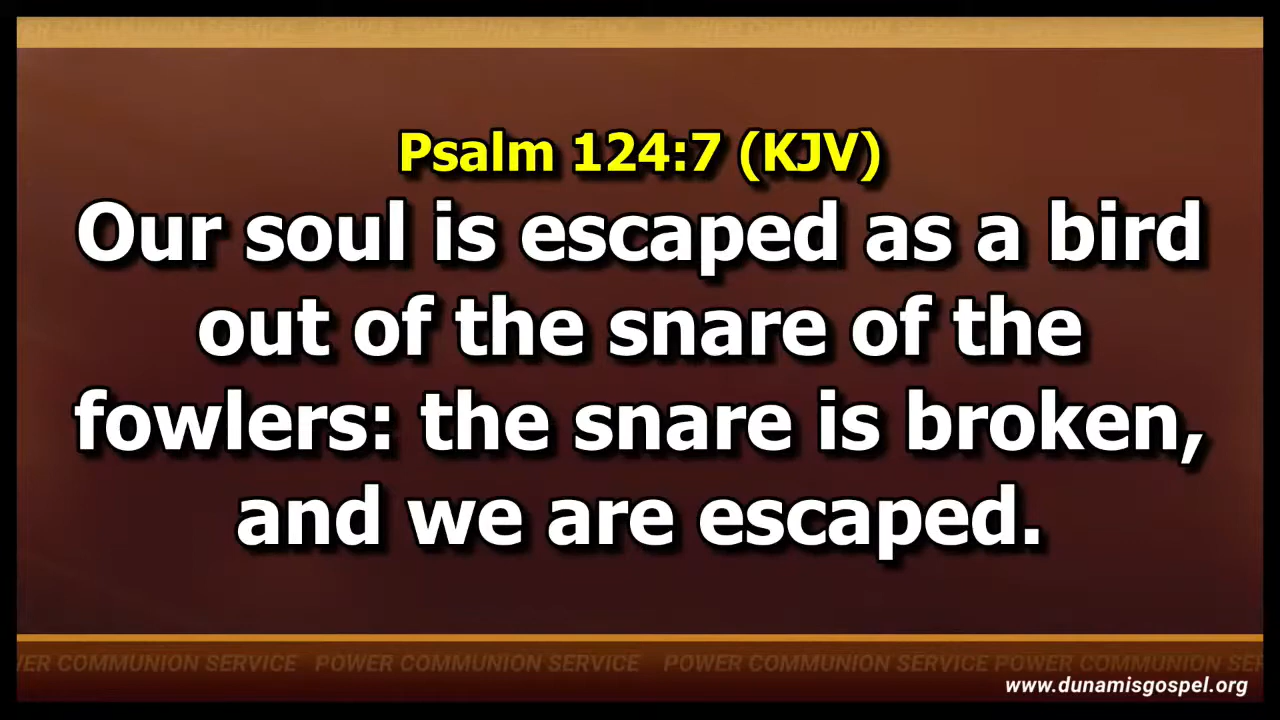 Psalm 124:7 (KJV)
Our soul is escaped as a bird
out of the snare of the
fowlers: the snare is broken,
and we are escaped.
VER COMMUNION SERVICE POWER COMMUNION SERVICE POWER COMMUNION SERVICE POWER COMMUNION SER
www.dunamisgospel.org